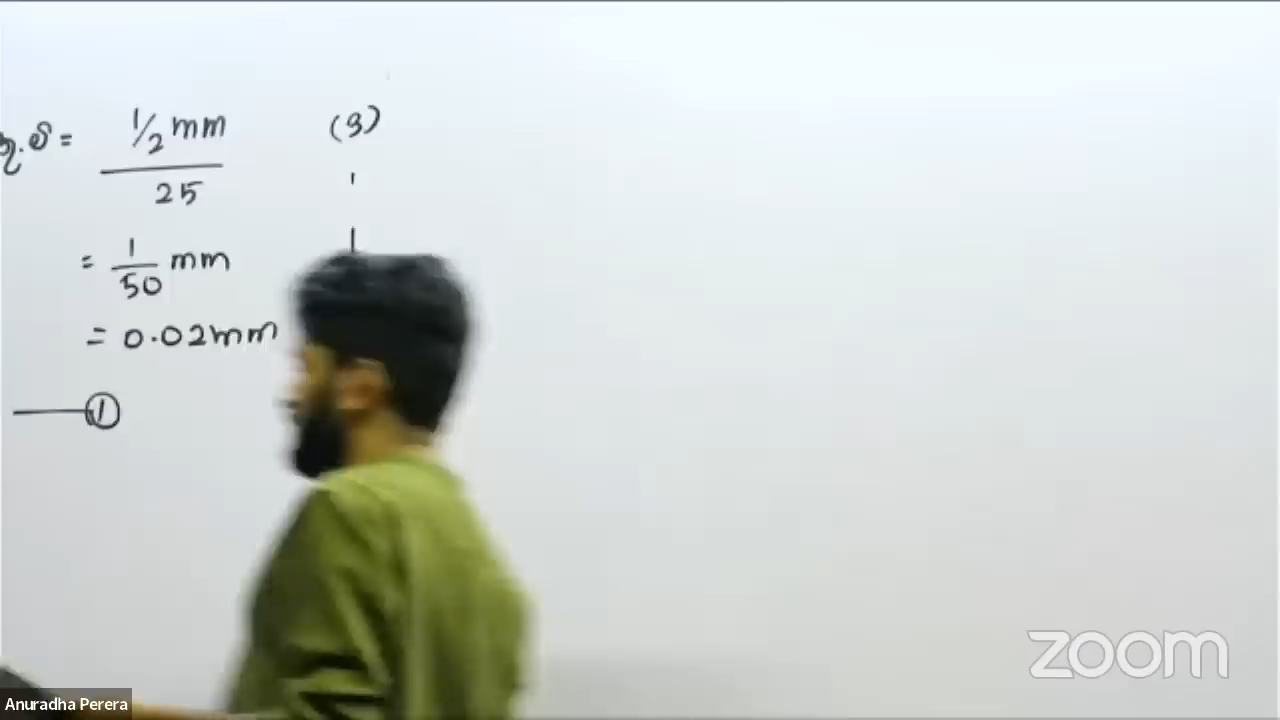 කු.මි = 1/2 mm
25
= 1/50 mm
= 0.02mm
①
(3)
Anuradha Perera
zoom